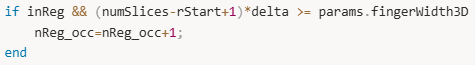 if inReg && (numSlices-rStart+1)*delta >= params.fingerWidth3D
    nReg_occ=nReg_occ+1;
end